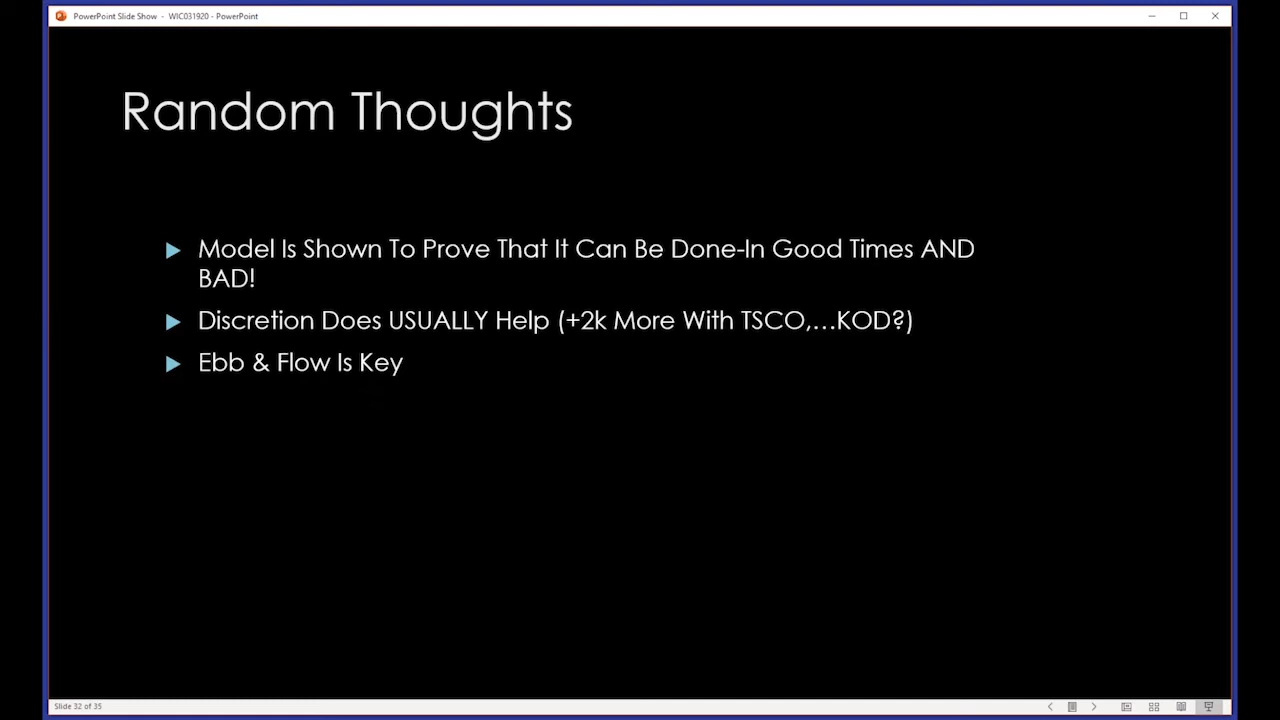 PowerPoint Slide Show - WIC031920 - PowerPoint
Random Thoughts
Model Is Shown To Prove That It Can Be Done-In Good Times AND
BAD!
Discretion Does USUALLY Help (+2k More With TSCO,…KOD?)
Ebb & Flow Is Key
Slide 32 of 35